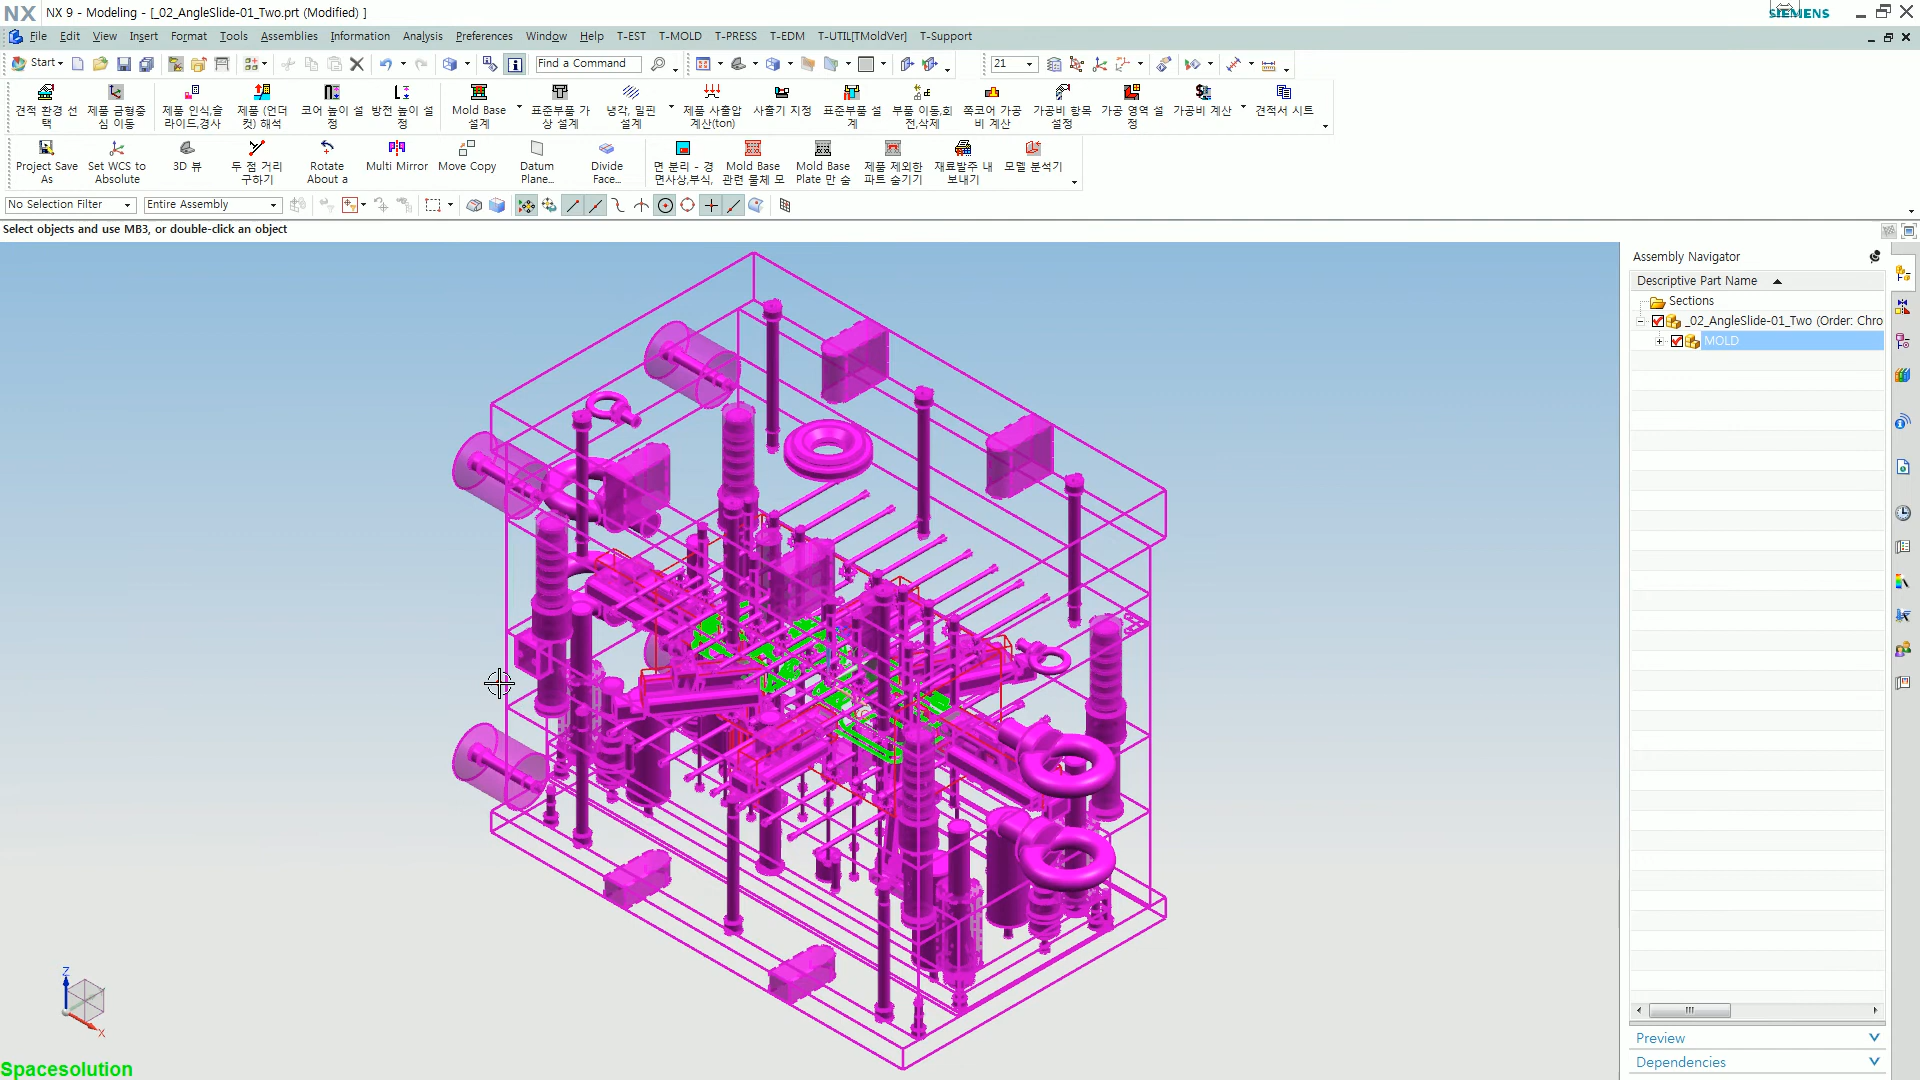 NX NX 9 - Modeling - [_02_AngleSlide-01_Two.prt (Modified) ] SIEMENS
File Edit View Insert Format Tools Assemblies Information Analysis Preferences Window Help T-EST T-MOLD T-PRESS T-EDM T-UTIL[TMoldVer] T-Support
Start Find a Command 21
견적 환경 선택
제품 금형중심 이동
제품 인식,슬라이드,경사
제품 (언더컷) 해석
코어 높이 설정
방전 높이 설정
Mold Base 설계
표준부품 가상 설계
냉각, 밀핀 설계
제품 사출압 계산(ton)
사출기 지정
표준부품 설계
부품 이동,회전,삭제
쪽코어 가공비 계산
가공비 항목 설정
가공 영역 설정
가공비 계산
견적서 시트
Project Save As
Set WCS to Absolute
3D 뷰
두 점 거리 구하기
Rotate About a
Multi Mirror
Move Copy
Datum Plane...
Divide Face...
면 분리 - 경면사상,부식,
Mold Base 관련 물체 모
Mold Base Plate 만 숨
제품 제외한 파트 숨기기
재료발주 내보내기
모델 분석기
No Selection Filter Entire Assembly
Select objects and use MB3, or double-click an object
Assembly Navigator
Descriptive Part Name
Sections
_02_AngleSlide-01_Two (Order: Chro
MOLD
Z
X
Preview
Dependencies
Spacesolution